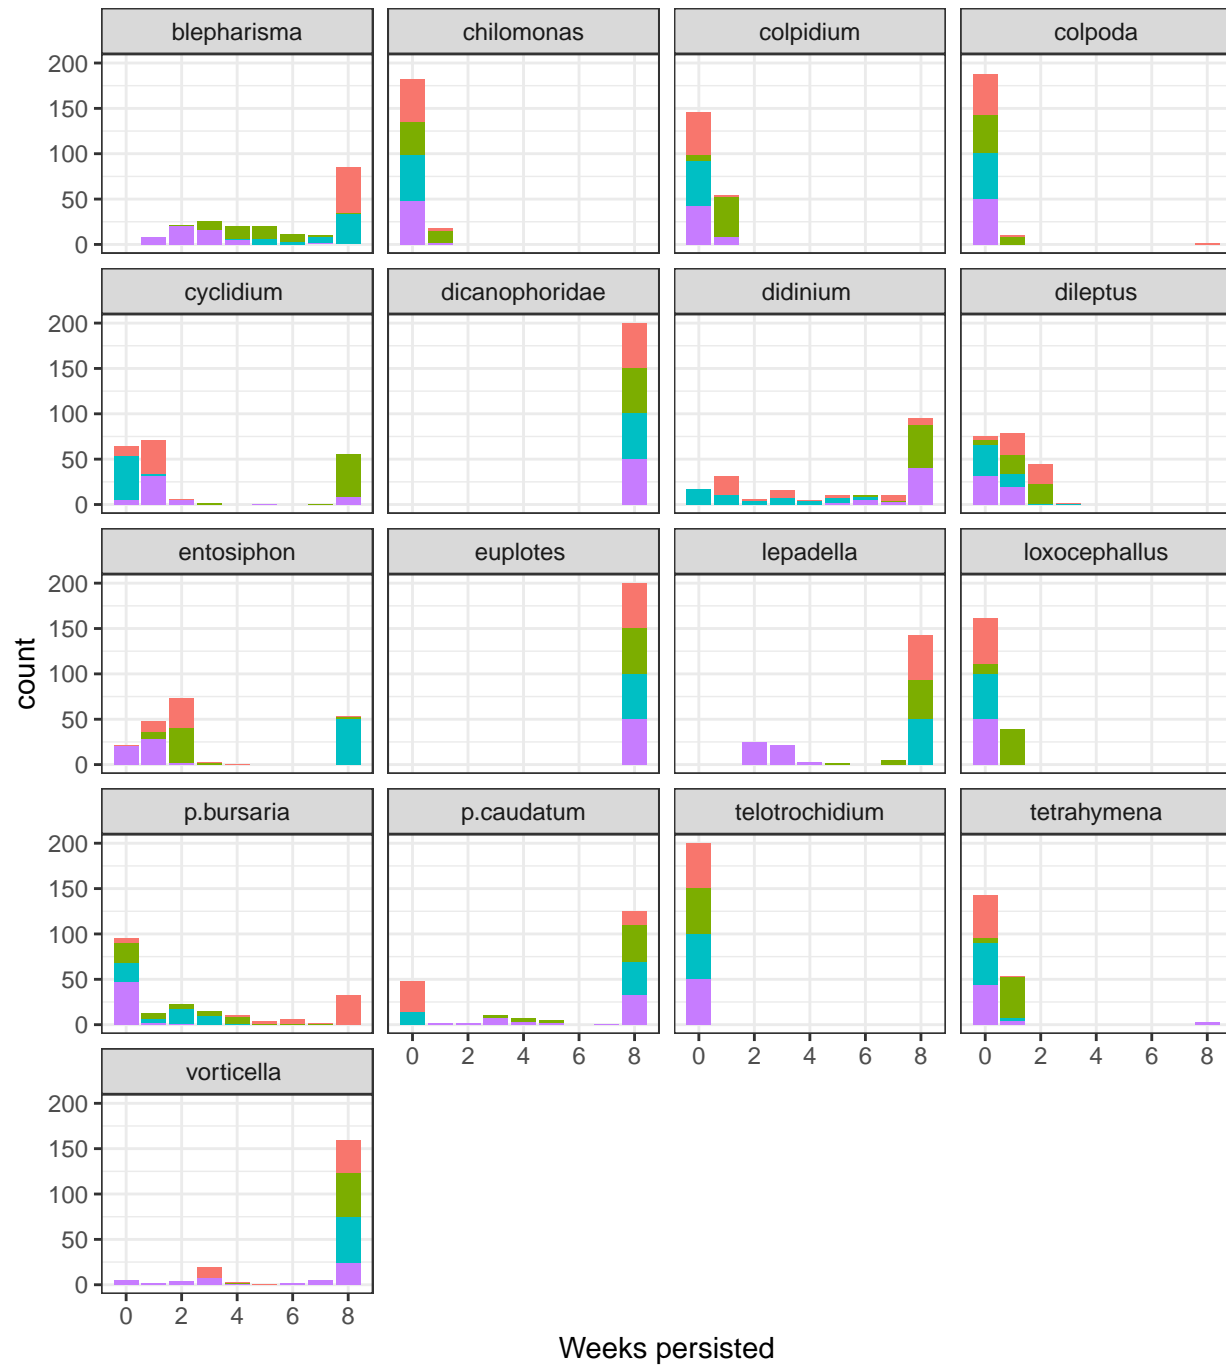 blepharisma chilomonas colpidium colpoda
200
150
100
50
0
cyclidium dicanophoridae didinium dileptus
200
150
100
50
0
entosiphon euplotes lepadella loxocephallus
200
150
100
50
0
count
p.bursaria p.caudatum telotrochidium tetrahymena
200
150
100
50
0
0 2 4 6 8 0 2 4 6 8 0 2 4 6 8
vorticella
200
150
100
50
0
0 2 4 6 8
Weeks persisted